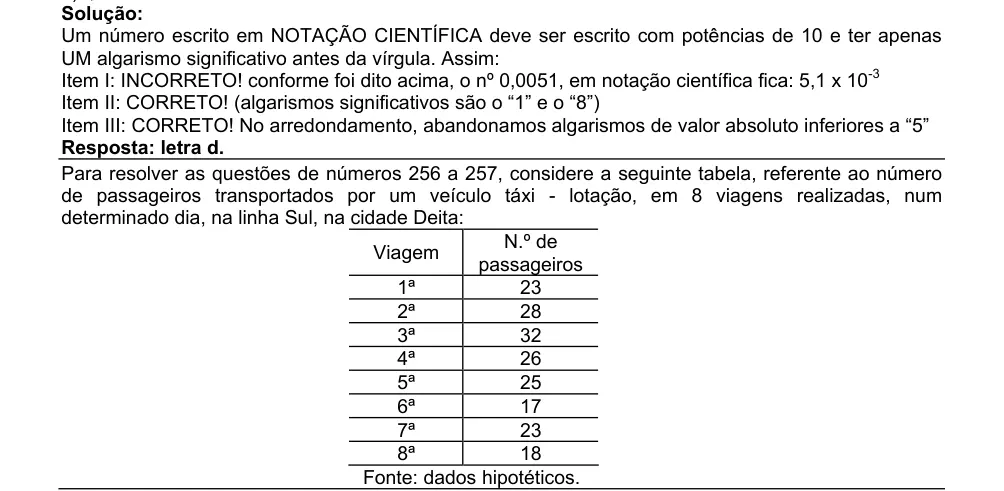 Solução:
Um número escrito em NOTAÇÃO CIENTÍFICA deve ser escrito com potências de 10 e ter apenas
UM algarismo significativo antes da vírgula. Assim:
Item I: INCORRETO! conforme foi dito acima, o nº 0,0051, em notação científica fica: 5,1 x 10⁻³
Item II: CORRETO! (algarismos significativos são o “1” e o “8”)
Item III: CORRETO! No arredondamento, abandonamos algarismos de valor absoluto inferiores a “5”
Resposta: letra d.
Para resolver as questões de números 256 a 257, considere a seguinte tabela, referente ao número
de passageiros transportados por um veículo táxi - lotação, em 8 viagens realizadas, num
determinado dia, na linha Sul, na cidade Deita:
Viagem N.º de
passageiros
1ª 23
2ª 28
3ª 32
4ª 26
5ª 25
6ª 17
7ª 23
8ª 18
Fonte: dados hipotéticos.